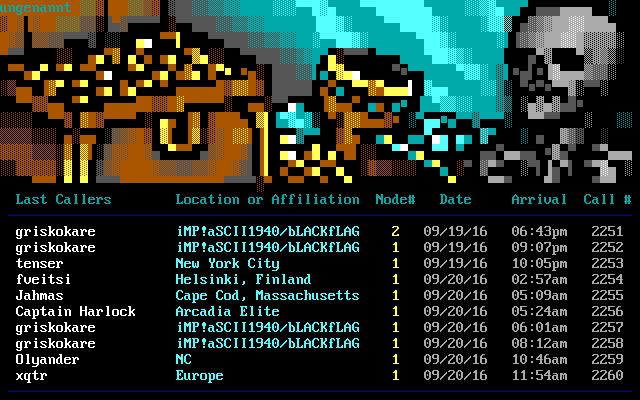 ungenannt
Last Callers Location or Affiliation Node# Date Arrival Call #
griskokare iMP!aSCII1940/bLACKfLAG 2 09/19/16 06:43pm 2251
griskokare iMP!aSCII1940/bLACKfLAG 1 09/19/16 09:07pm 2252
tenser New York City 1 09/19/16 10:05pm 2253
fueitsi Helsinki, Finland 1 09/20/16 02:57am 2254
Jahmas Cape Cod, Massachusetts 1 09/20/16 05:09am 2255
Captain Harlock Arcadia Elite 1 09/20/16 05:24am 2256
griskokare iMP!aSCII1940/bLACKfLAG 1 09/20/16 06:01am 2257
griskokare iMP!aSCII1940/bLACKfLAG 1 09/20/16 08:12am 2258
Olyander NC 1 09/20/16 10:46am 2259
xqtr Europe 1 09/20/16 11:54am 2260